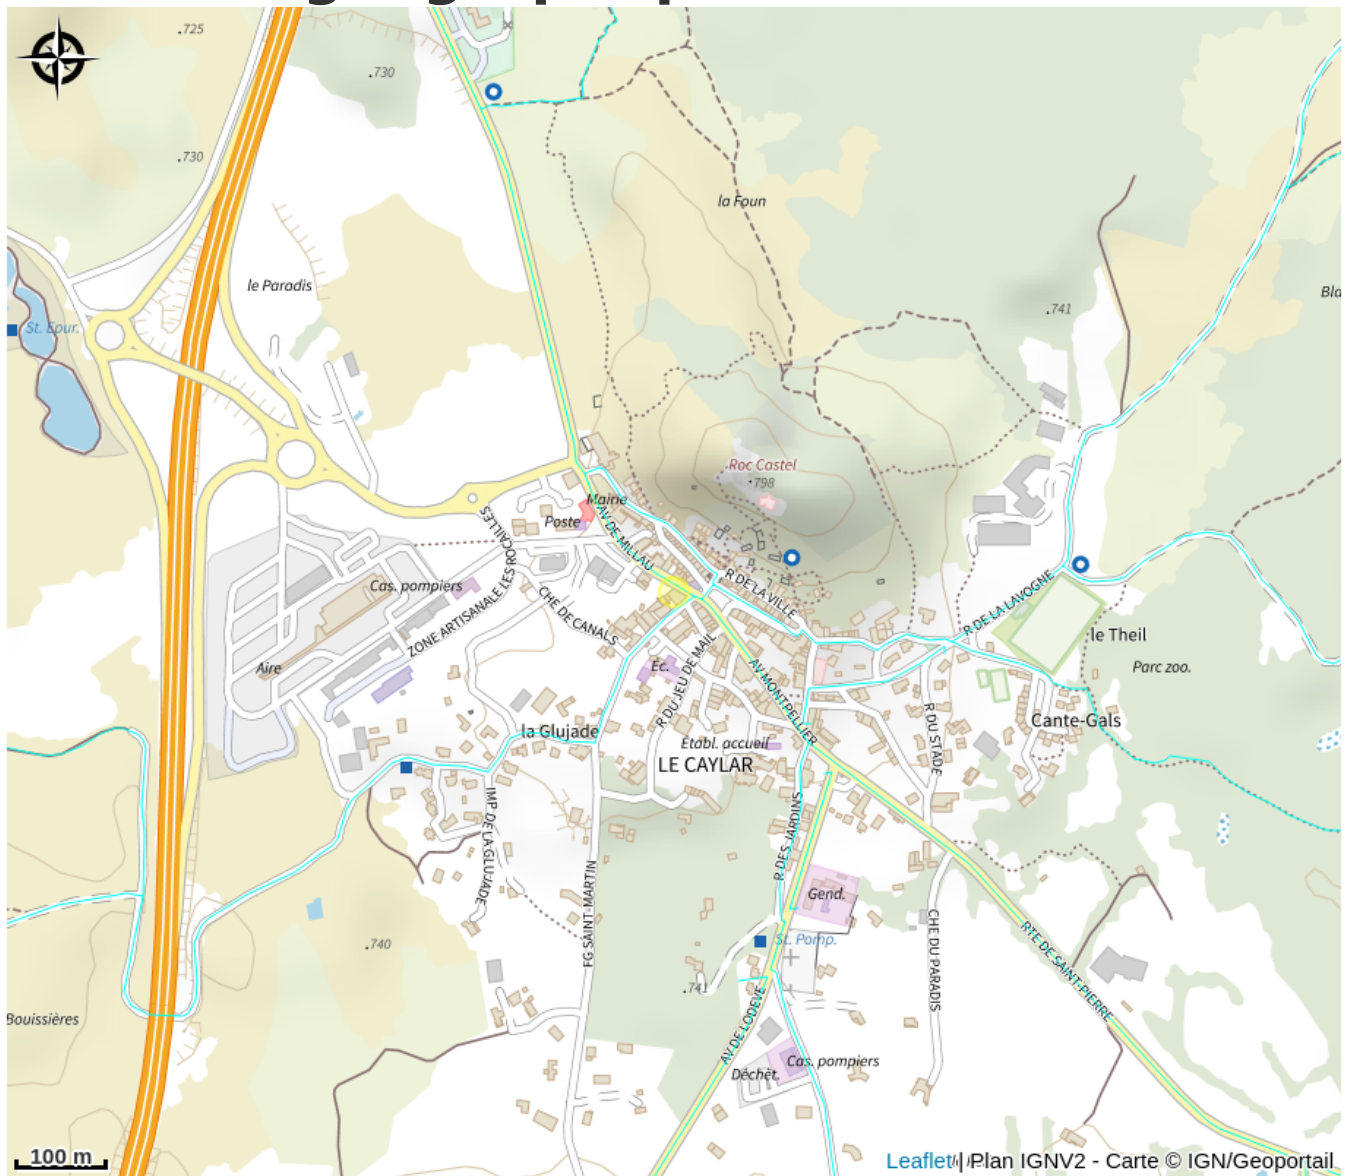 .725
.730
.730
la Foun
le Paradis
.741
St. Epur.
Roc Castel
.798
Mairie
Poste
AV DE MILLAU
ZONE ARTISANALE LES ROCAILLES
Cas. pompiers
R DE LA VILLE
CHE DE CANALS
R DE LA LAVOGNE
le Theil
Aire
Ec.
R DU JEU DE MAIL
AV MONTPELLIER
Parc zoo.
la Glujade
R DU STADE
Cante-Gals
Établ. accueil
LE CAYLAR
IMP. DE LA GLUJADE
R DES JARDINS
FG SAINT-MARTIN
Gend.
.740
St. Pomp.
CHE DU PARADIS
RTE DE SAINT-PIERRE
.741
Bouissières
AV DE LODÈVE
Cas. pompiers
Déchèt.
100 m
Leaflet | Plan IGNV2 - Carte © IGN/Geoportail